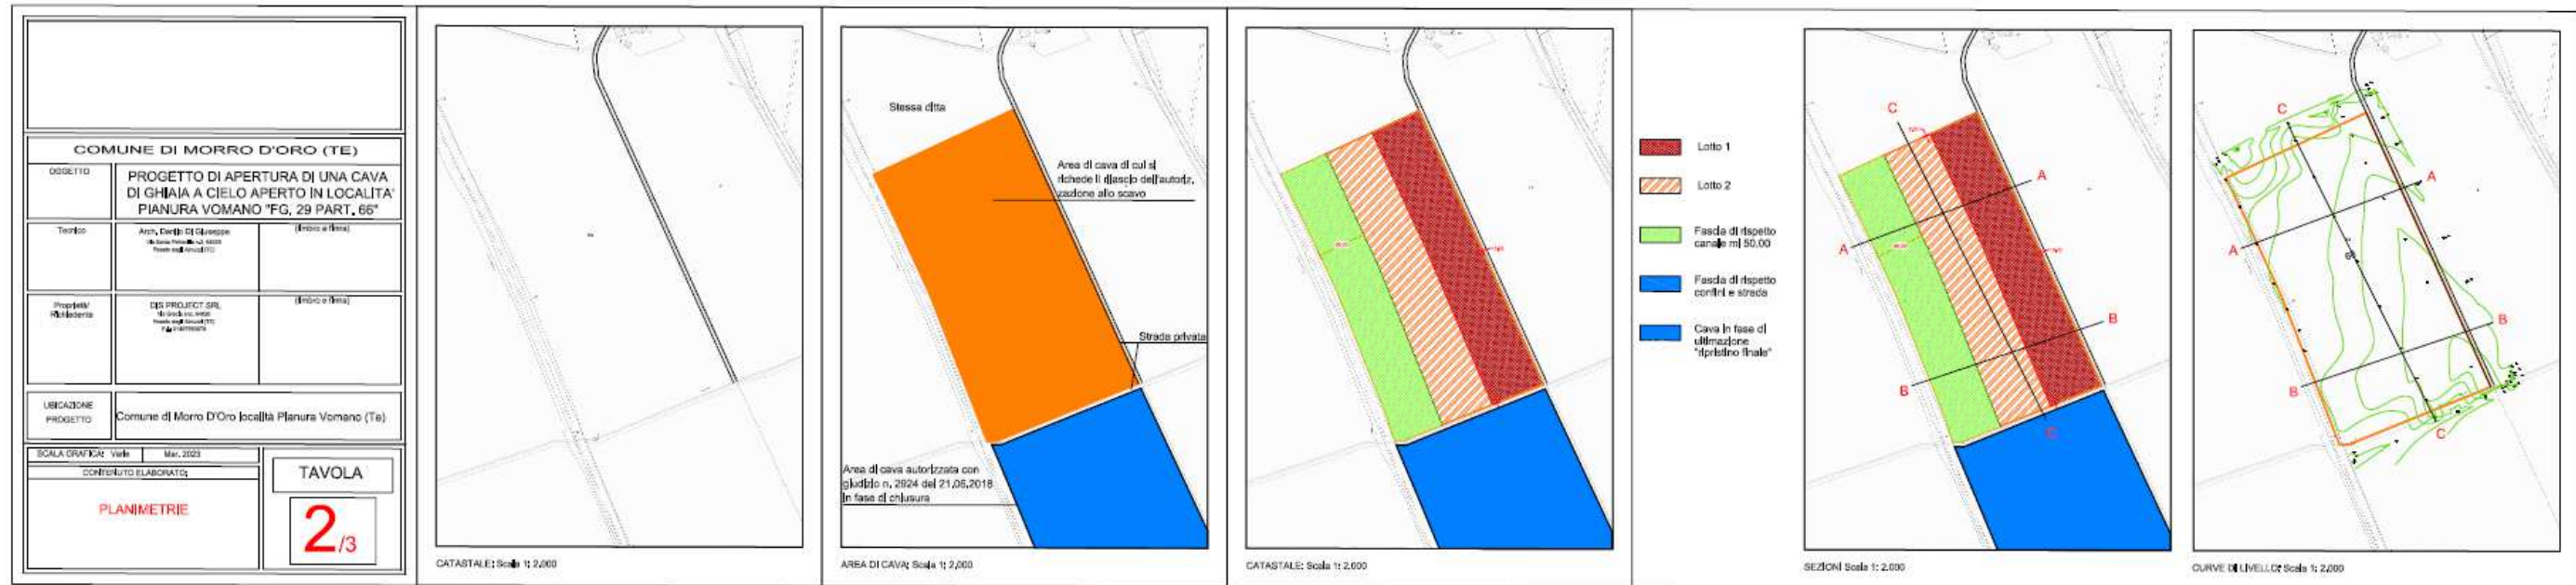 COMUNE DI MORRO D'ORO (TE)
OGGETTO
PROGETTO DI APERTURA DI UNA CAVA
DI GHIAIA A CIELO APERTO IN LOCALITA'
PIANURA VOMANO "FG. 29 PART. 66"
Tecnico
Arch. Danilo Di Giuseppe
(timbro e firma)
Proprietà/
Richiedente
DIS PROJECT SRL
(timbro e firma)
UBICAZIONE
PROGETTO
Comune di Morro D'Oro località Pianura Vomano (Te)
SCALA GRAFICA: Varie
Mar. 2023
CONTENUTO ELABORATO:
PLANIMETRIE
TAVOLA
2/3
CATASTALE: Scala 1: 2.000
Stessa ditta
Area di cava di cui si
richede il rilascio dell'autoriz.
zazione allo scavo
Strada privata
Area di cava autorizzata con
giudizio n. 2924 del 21.06.2018
in fase di chiusura
AREA DI CAVA: Scala 1: 2.000
CATASTALE: Scala 1: 2.000
Lotto 1
Lotto 2
Fascia di rispetto
canale ml 50,00
Fascia di rispetto
confini e strada
Cava in fase di
ultimazione
"ripristino finale"
C
A
A
B
B
C
SEZIONI Scala 1: 2.000
C
A
A
B
B
C
CURVE DI LIVELLO: Scala 1: 2.000